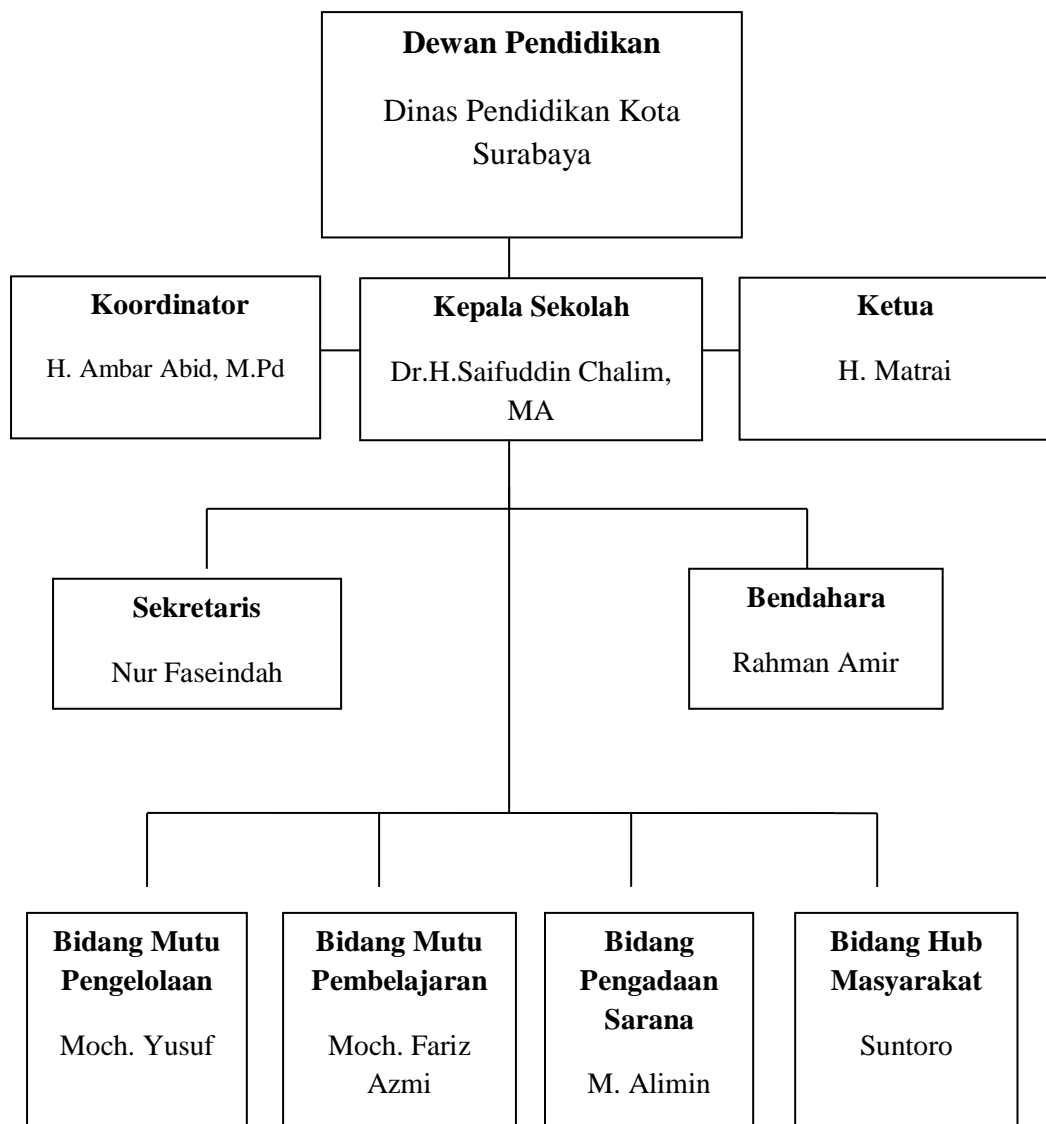 Dewan Pendidikan
Dinas Pendidikan Kota
Surabaya
Koordinator
H. Ambar Abid, M.Pd
Kepala Sekolah
Dr.H.Saifuddin Chalim,
MA
Ketua
H. Matrai
Sekretaris
Nur Faseindah
Bendahara
Rahman Amir
Bidang Mutu
Pengelolaan
Moch. Yusuf
Bidang Mutu
Pembelajaran
Moch. Fariz
Azmi
Bidang
Pengadaan
Sarana
M. Alimin
Bidang Hub
Masyarakat
Suntoro